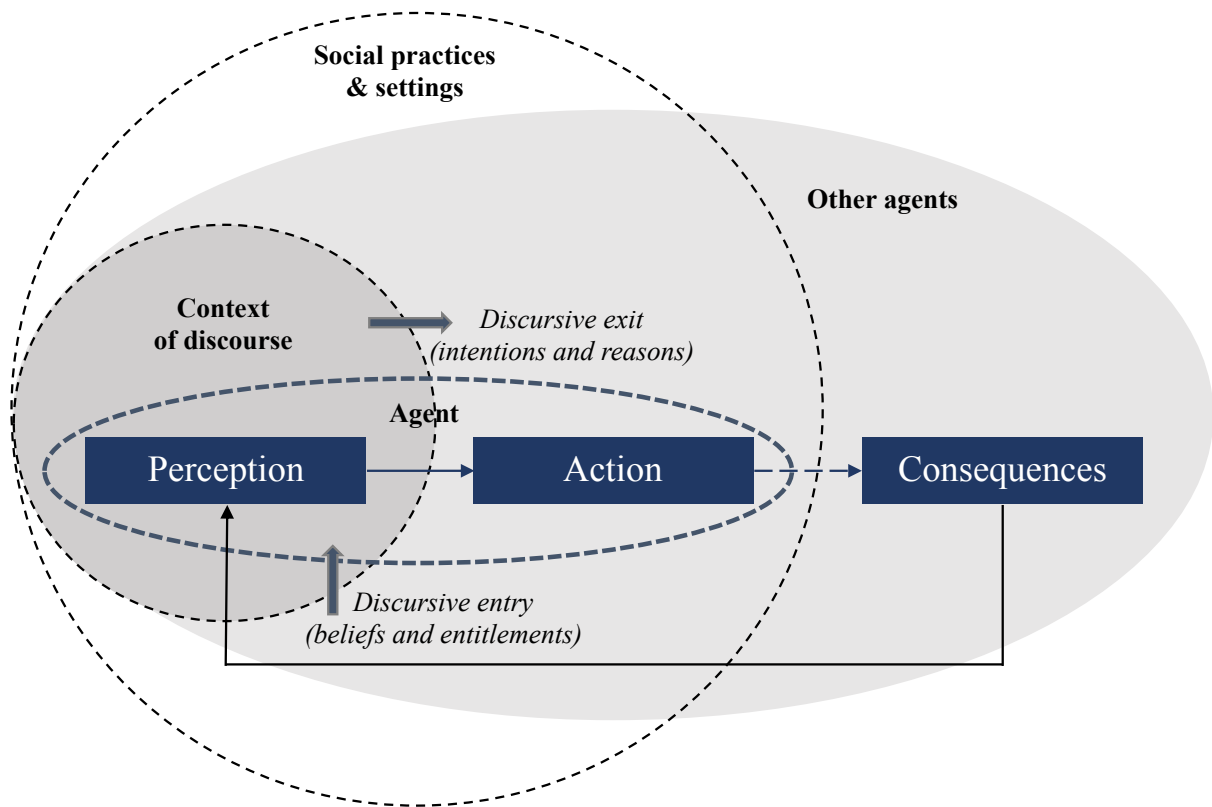 Social practices
& settings
Other agents
Context
of discourse
Discursive exit
(intentions and reasons)
Agent
Perception
Action
Consequences
Discursive entry
(beliefs and entitlements)